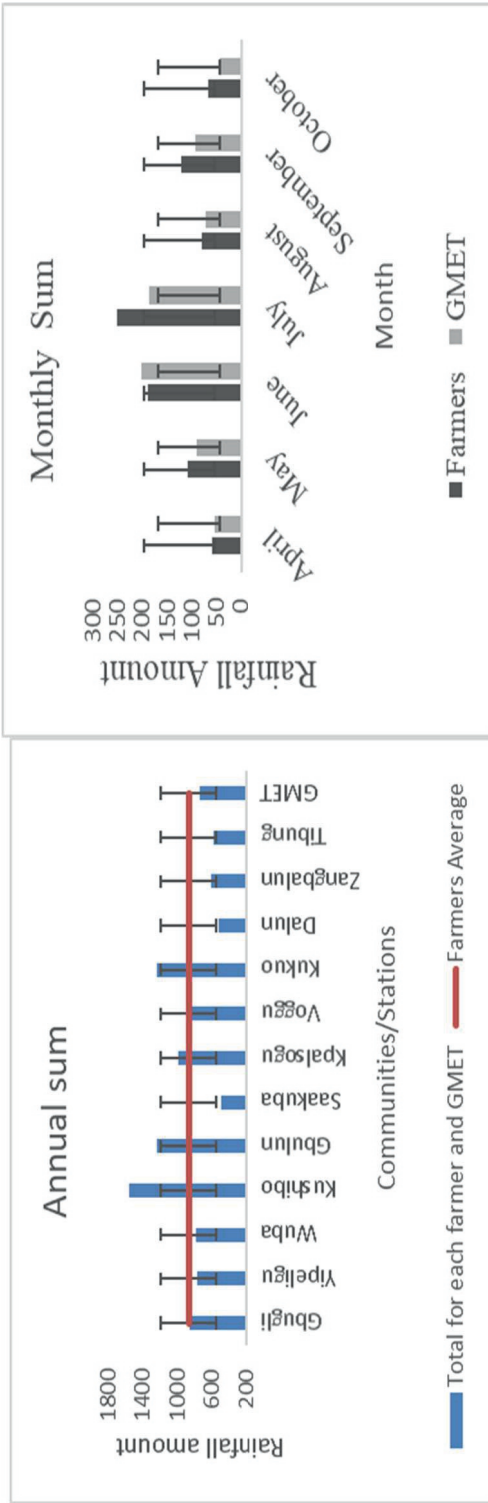 Annual sum
Rainfall amount
1800
1400
1000
600
200
Gbugli
Yipeligu
Wuba
Kushibo
Gbulun
Saakuba
Kpalsogu
Voggu
Kukuo
Dalun
Zangbalun
Tibung
GMET
Communities/Stations
Total for each farmer and GMET Farmers Average
Monthly Sum
Rainfall Amount
300
250
200
150
100
50
0
April
May
June
July
August
September
October
Month
Farmers GMET